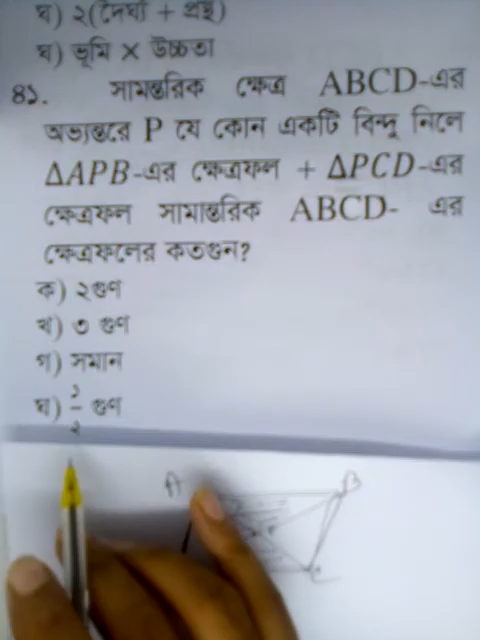 ঘ) ২(দৈর্ঘ্য + প্রস্থ)
ঘ) ভূমি × উচ্চতা
৪১. সামন্তরিক ক্ষেত্র ABCD-এর
অভ্যন্তরে P যে কোন একটি বিন্দু নিলে
ΔAPB-এর ক্ষেত্রফল + ΔPCD-এর
ক্ষেত্রফল সামান্তরিক ABCD- এর
ক্ষেত্রফলের কতগুন?
ক) ২গুণ
খ) ৩ গুণ
গ) সমান
ঘ) ১/২ গুণ
A B
P
C